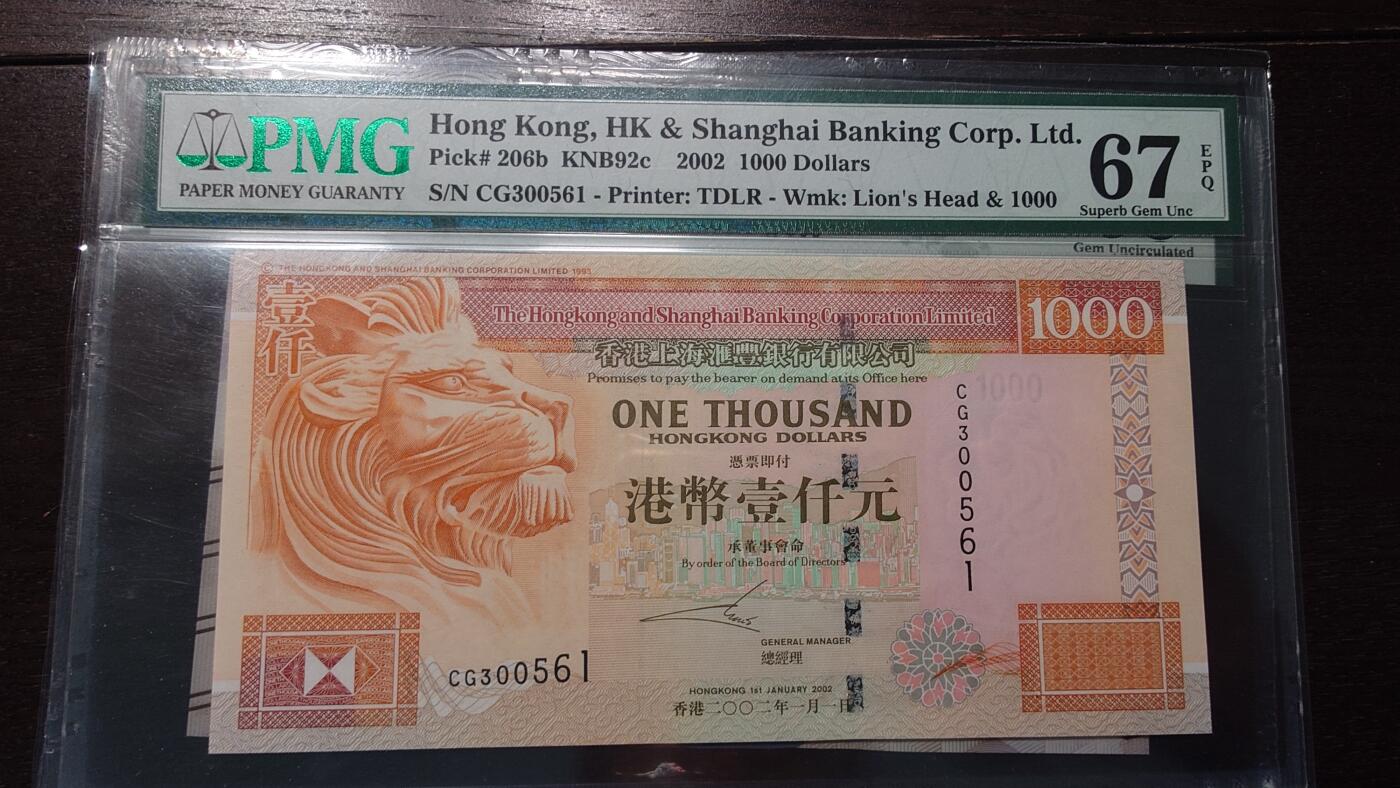 PMG
PAPER MONEY GUARANTY
Hong Kong, HK & Shanghai Banking Corp. Ltd.
Pick# 206b KNB92c 2002 1000 Dollars
S/N CG300561 - Printer: TDLR - Wmk: Lion's Head & 1000
67
EPQ
Superb Gem Unc
Gem Uncirculated
© THE HONGKONG AND SHANGHAI BANKING CORPORATION LIMITED 1993
壹仟
The Hongkong and Shanghai Banking Corporation Limited
1000
香港上海滙豐銀行有限公司
Promises to pay the bearer on demand at its Office here
ONE THOUSAND
HONGKONG DOLLARS
憑票即付
港幣壹仟元
承董事會命
By order of the Board of Directors
1000
CG300561
GENERAL MANAGER
總經理
CG300561
HONGKONG 1st JANUARY 2002
香港二〇〇二年一月一日